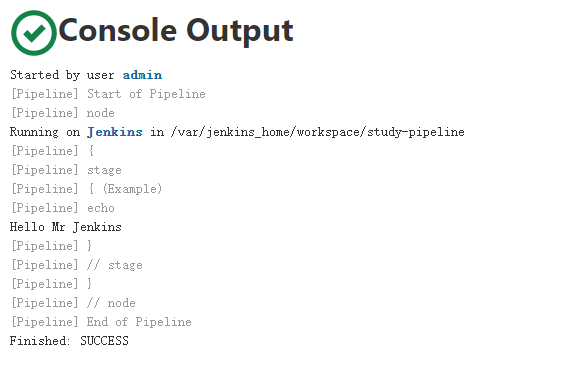 Console Output
Started by user admin
[Pipeline] Start of Pipeline
[Pipeline] node
Running on Jenkins in /var/jenkins_home/workspace/study-pipeline
[Pipeline] {
[Pipeline] stage
[Pipeline] { (Example)
[Pipeline] echo
Hello Mr Jenkins
[Pipeline] }
[Pipeline] // stage
[Pipeline] }
[Pipeline] // node
[Pipeline] End of Pipeline
Finished: SUCCESS